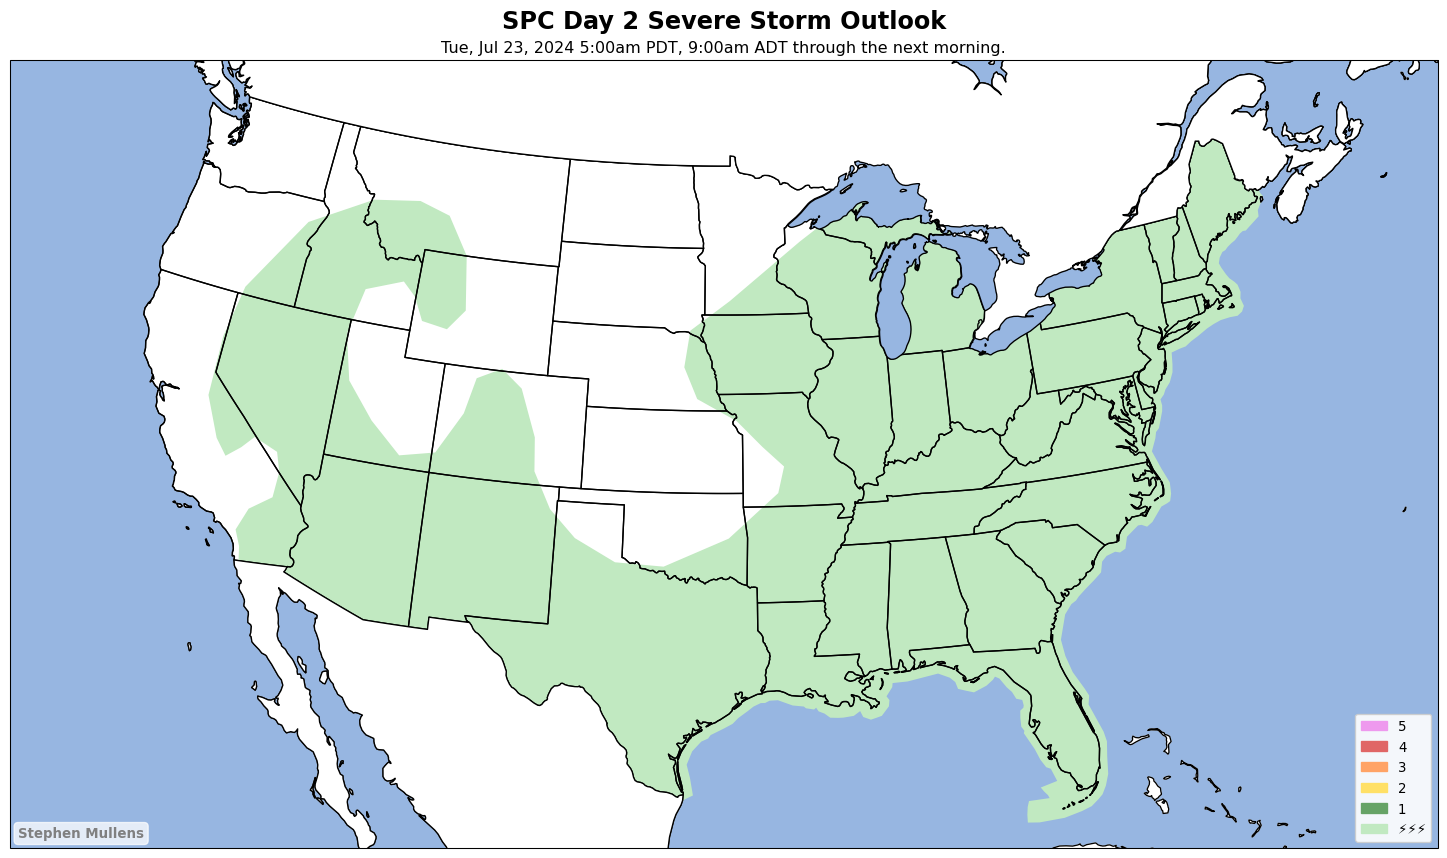 SPC Day 2 Severe Storm Outlook
Tue, Jul 23, 2024 5:00am PDT, 9:00am ADT through the next morning.
5
4
3
2
1
⚡⚡⚡
Stephen Mullens